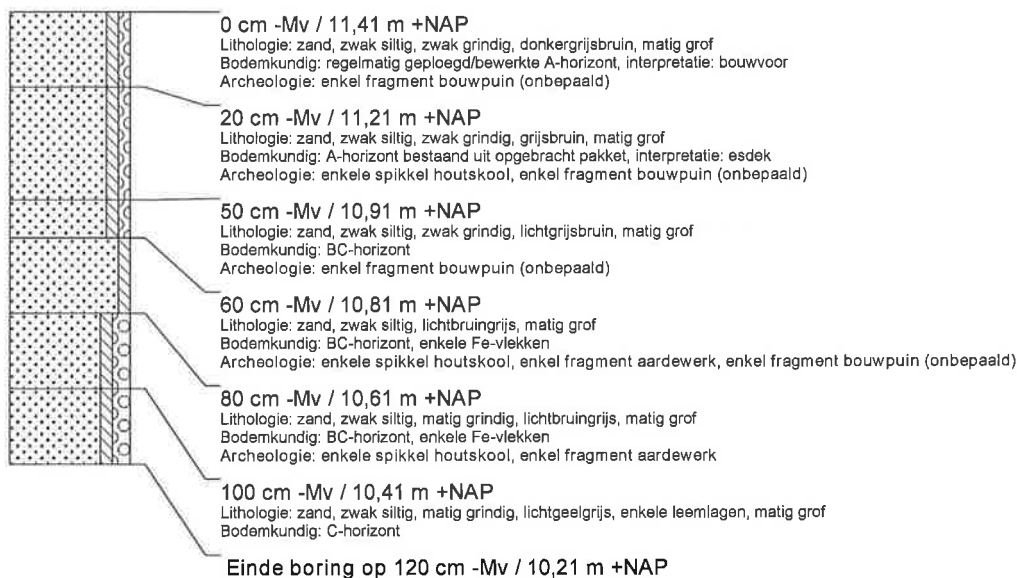 0 cm -Mv / 11,41 m +NAP
Lithologie: zand, zwak siltig, zwak grindig, donkergrijsbruin, matig grof
Bodemkundig: regelmatig geploegd/bewerkte A-horizont, interpretatie: bouwvoor
Archeologie: enkel fragment bouwpuin (onbepaald)
20 cm -Mv / 11,21 m +NAP
Lithologie: zand, zwak siltig, zwak grindig, grijsbruin, matig grof
Bodemkundig: A-horizont bestaand uit opgebracht pakket, interpretatie: esdek
Archeologie: enkele spikkel houtskool, enkel fragment bouwpuin (onbepaald)
50 cm -Mv / 10,91 m +NAP
Lithologie: zand, zwak siltig, zwak grindig, lichtgrijsbruin, matig grof
Bodemkundig: BC-horizont
Archeologie: enkel fragment bouwpuin (onbepaald)
60 cm -Mv / 10,81 m +NAP
Lithologie: zand, zwak siltig, lichtbruingrijs, matig grof
Bodemkundig: BC-horizont, enkele Fe-vlekken
Archeologie: enkele spikkel houtskool, enkel fragment aardewerk, enkel fragment bouwpuin (onbepaald)
80 cm -Mv / 10,61 m +NAP
Lithologie: zand, zwak siltig, matig grindig, lichtbruingrijs, matig grof
Bodemkundig: BC-horizont, enkele Fe-vlekken
Archeologie: enkele spikkel houtskool, enkel fragment aardewerk
100 cm -Mv / 10,41 m +NAP
Lithologie: zand, zwak siltig, matig grindig, lichtgeelgrijs, enkele leemlagen, matig grof
Bodemkundig: C-horizont
Einde boring op 120 cm -Mv / 10,21 m +NAP